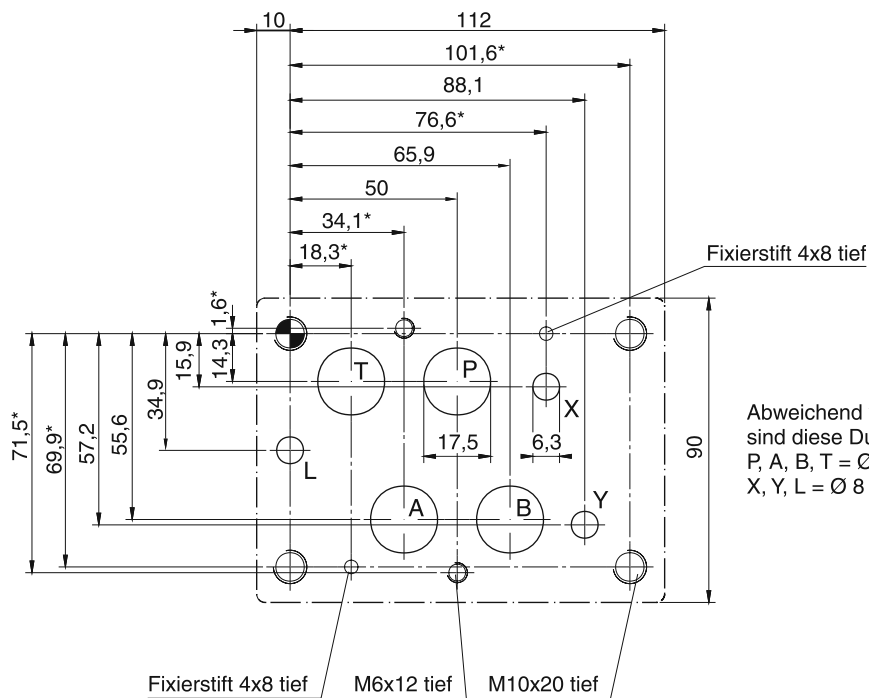 10
112
101,6*
88,1
76,6*
65,9
50
34,1*
18,3*
Fixierstift 4x8 tief
1,6*
14,3
15,9
34,9
55,6
57,2
69,9*
71,5*
T
P
X
17,5
6,3
L
A
B
Y
90
Abweichend
sind diese Du
P, A, B, T = Ø
X, Y, L = Ø 8
Fixierstift 4x8 tief
M6x12 tief
M10x20 tief